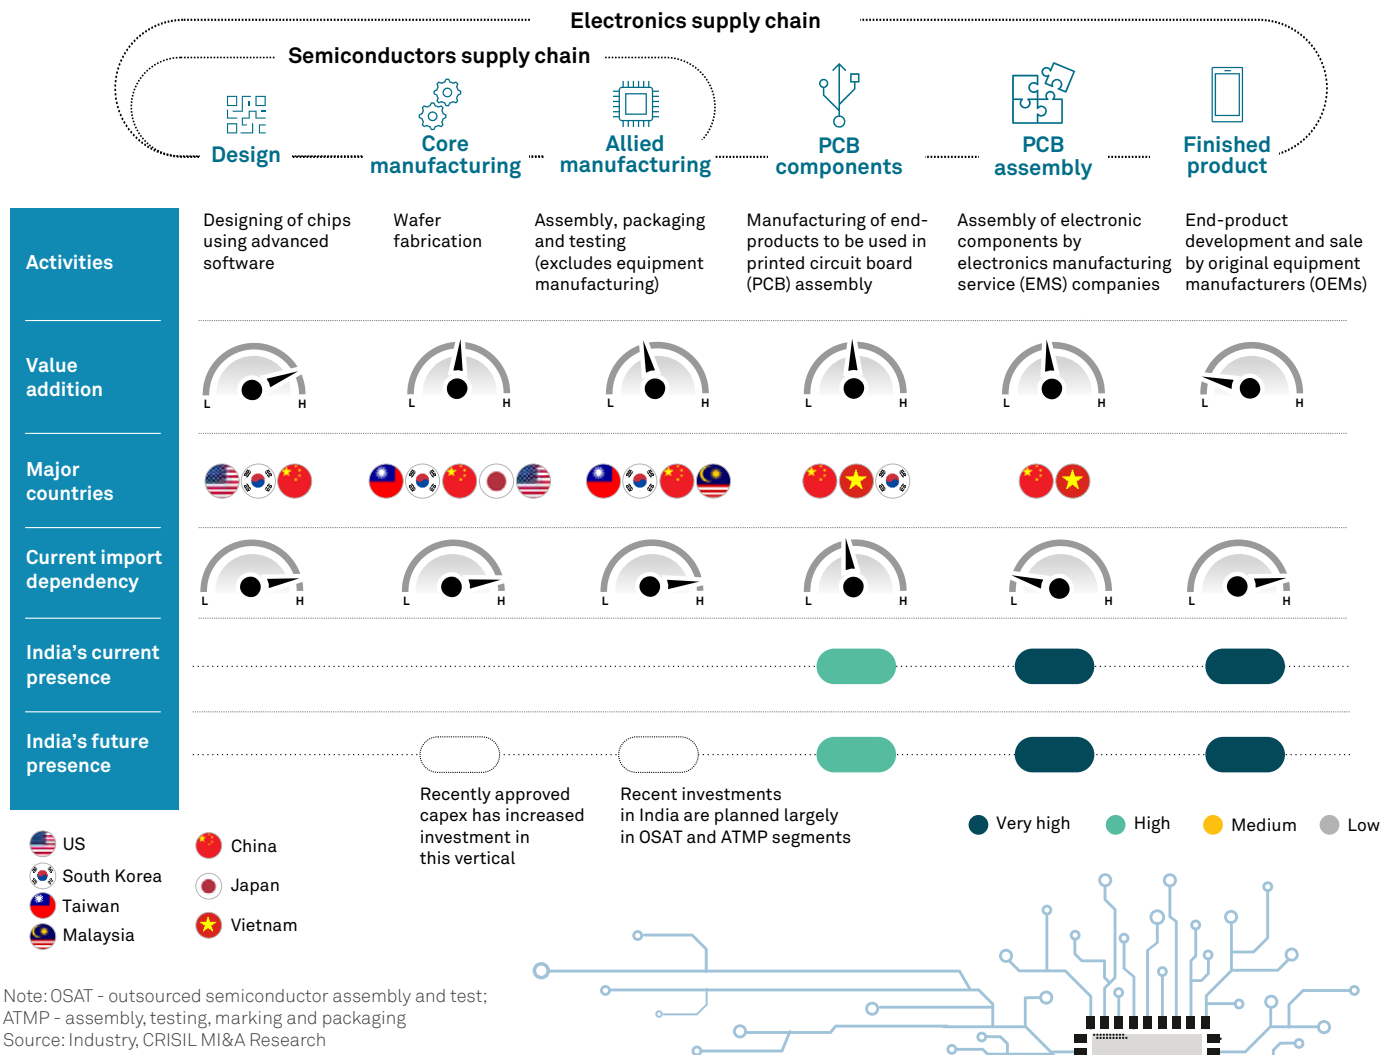 Electronics supply chain
Semiconductors supply chain
Design
Core
manufacturing
Allied
manufacturing
PCB
components
PCB
assembly
Finished
product
Activities
Designing of chips
using advanced
software
Wafer
fabrication
Assembly, packaging
and testing
(excludes equipment
manufacturing)
Manufacturing of end-
products to be used in
printed circuit board
(PCB) assembly
Assembly of electronic
components by
electronics manufacturing
service (EMS) companies
End-product
development and sale
by original equipment
manufacturers (OEMs)
Value
addition
L H
L H
L H
L H
L H
L H
Major
countries
Current import
dependency
L H
L H
L H
L H
L H
L H
India's current
presence
India's future
presence
Recently approved
capex has increased
investment in
this vertical
Recent investments
in India are planned largely
in OSAT and ATMP segments
Very high
High
Medium
Low
US
South Korea
Taiwan
Malaysia
China
Japan
Vietnam
Note: OSAT - outsourced semiconductor assembly and test;
ATMP - assembly, testing, marking and packaging
Source: Industry, CRISIL MI&A Research